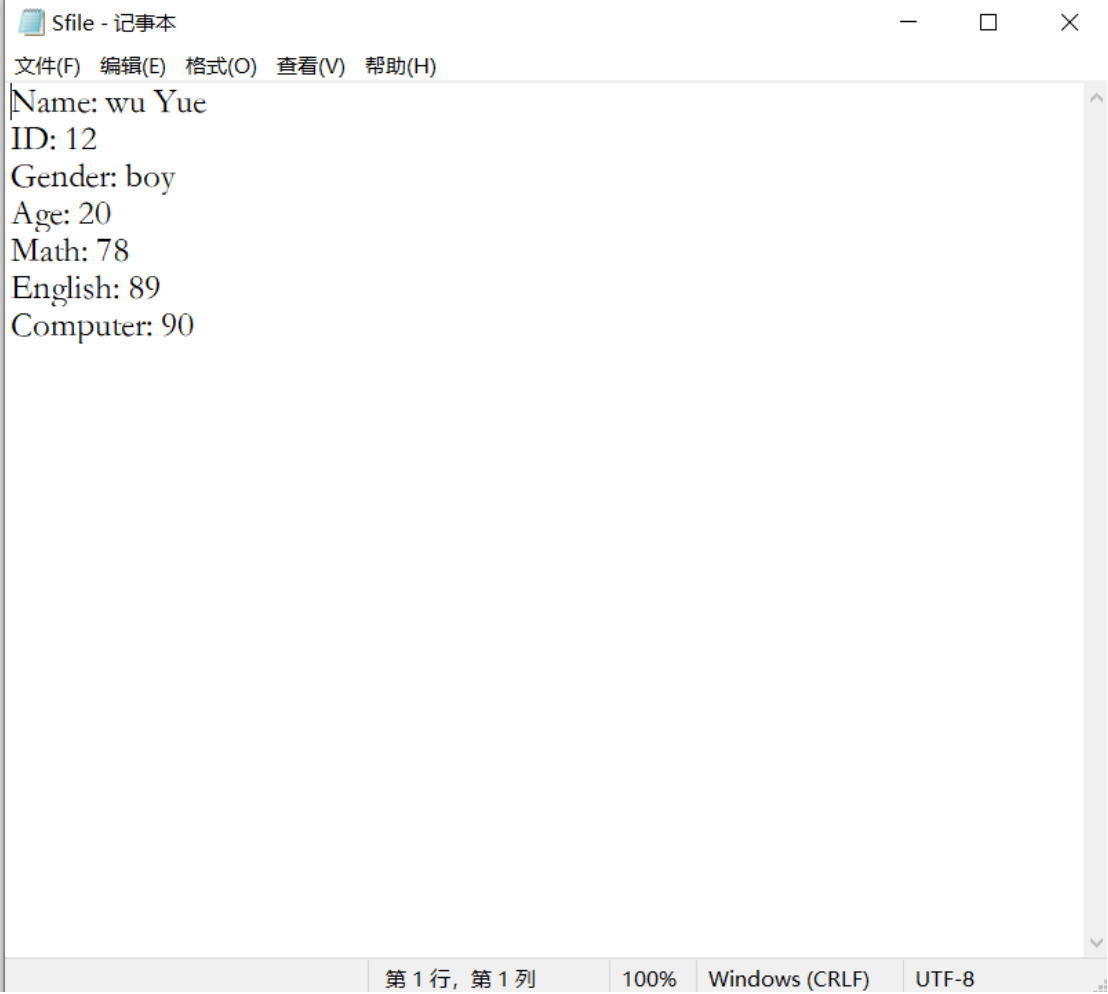 Sfile - 记事本
文件(F) 编辑(E) 格式(O) 查看(V) 帮助(H)
Name: wu Yue
ID: 12
Gender: boy
Age: 20
Math: 78
English: 89
Computer: 90
第 1 行，第 1 列 100% Windows (CRLF) UTF-8